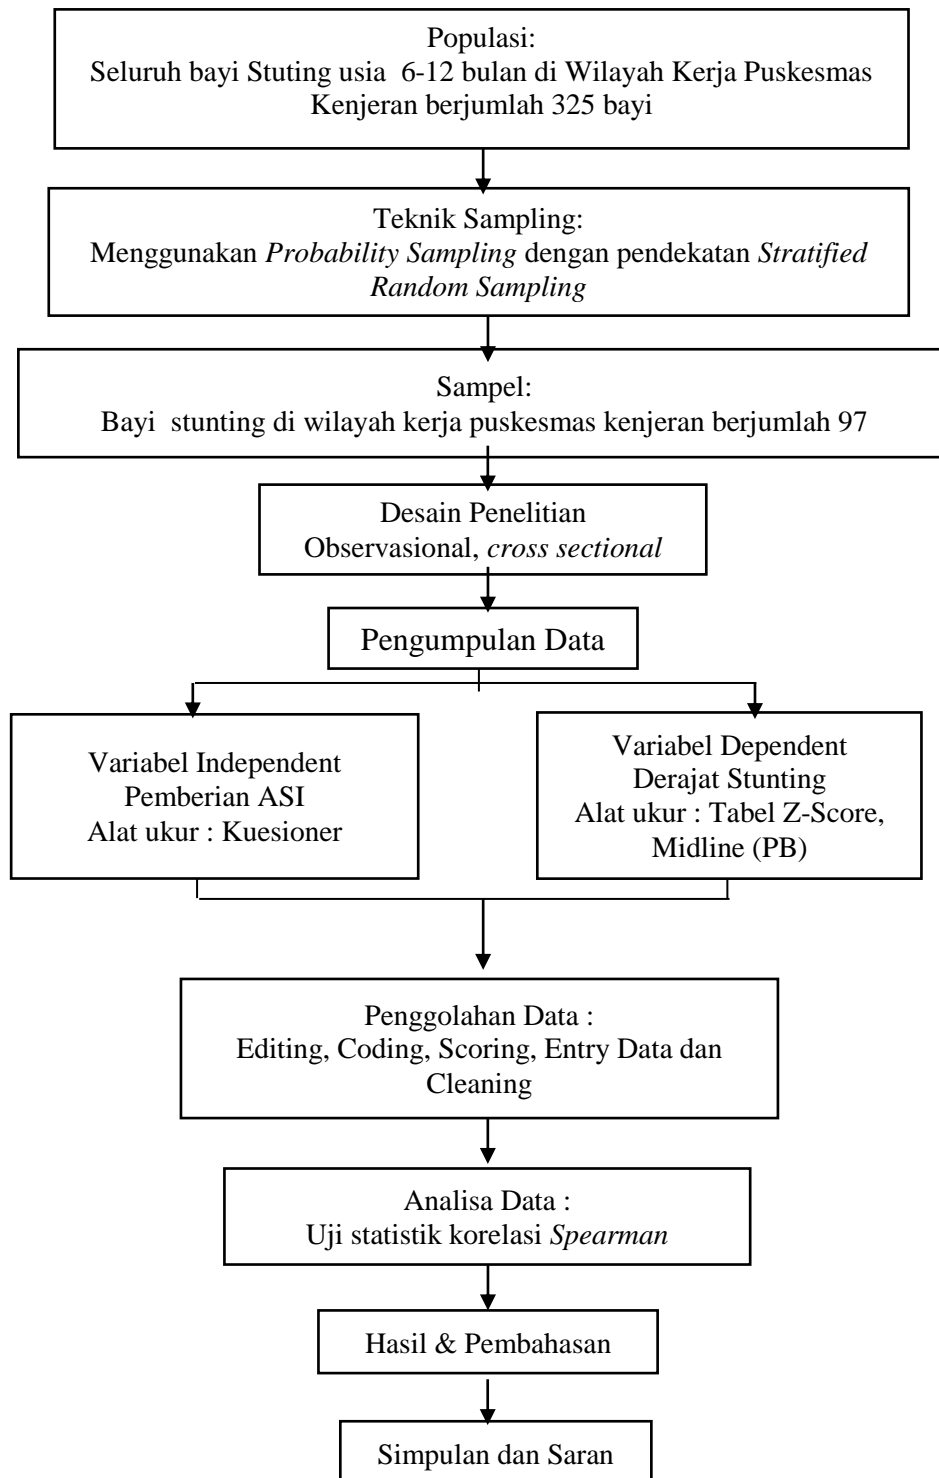 Populasi:
Seluruh bayi Stuting usia 6-12 bulan di Wilayah Kerja Puskesmas
Kenjeran berjumlah 325 bayi
Teknik Sampling:
Menggunakan Probability Sampling dengan pendekatan Stratified
Random Sampling
Sampel:
Bayi stunting di wilayah kerja puskesmas kenjeran berjumlah 97
Desain Penelitian
Observasional, cross sectional
Pengumpulan Data
Variabel Independent
Pemberian ASI
Alat ukur : Kuesioner
Variabel Dependent
Derajat Stunting
Alat ukur : Tabel Z-Score,
Midline (PB)
Penggolahan Data :
Editing, Coding, Scoring, Entry Data dan
Cleaning
Analisa Data :
Uji statistik korelasi Spearman
Hasil & Pembahasan
Simpulan dan Saran